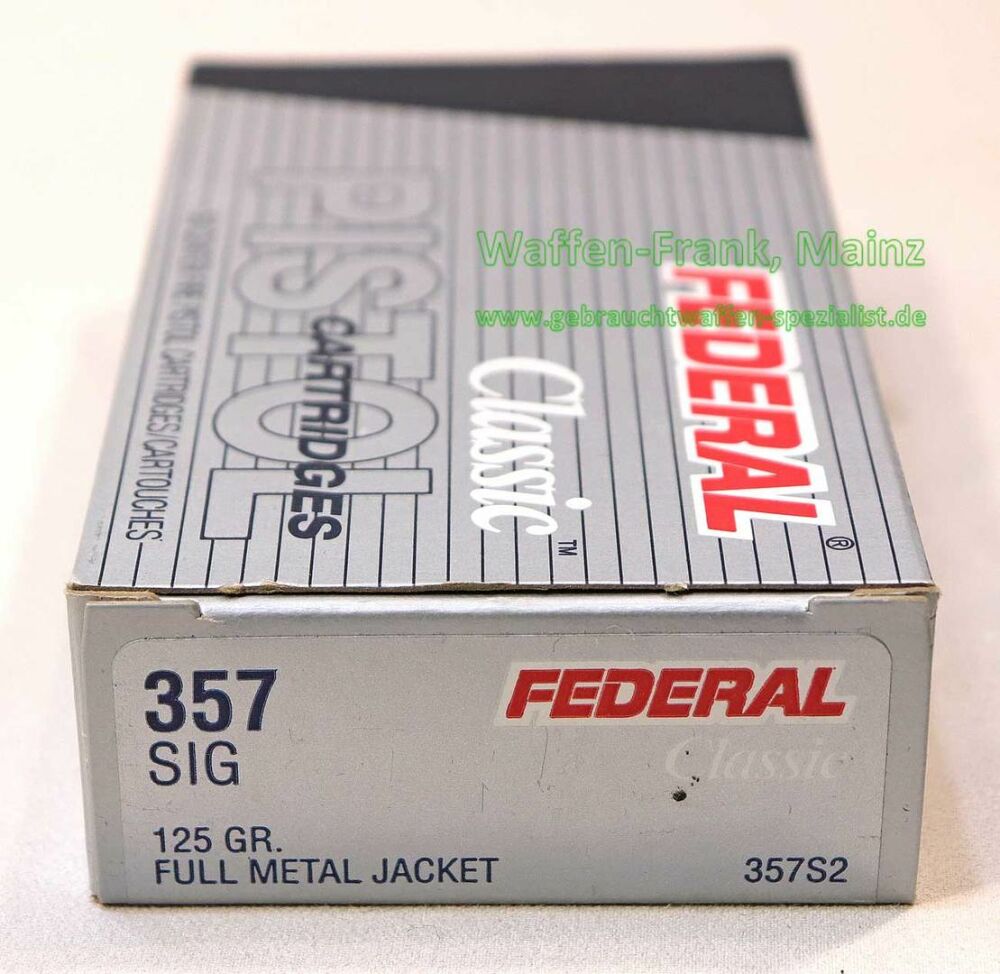 Waffen-Frank, Mainz
www.gebrauchtwaffen-spezialist.de
FEDERAL®
Classic™
PISTOL
CARTRIDGES
PISTOL CARTRIDGES/CARTOUCHES
357
SIG
125 GR.
FULL METAL JACKET
FEDERAL
Classic
357S2